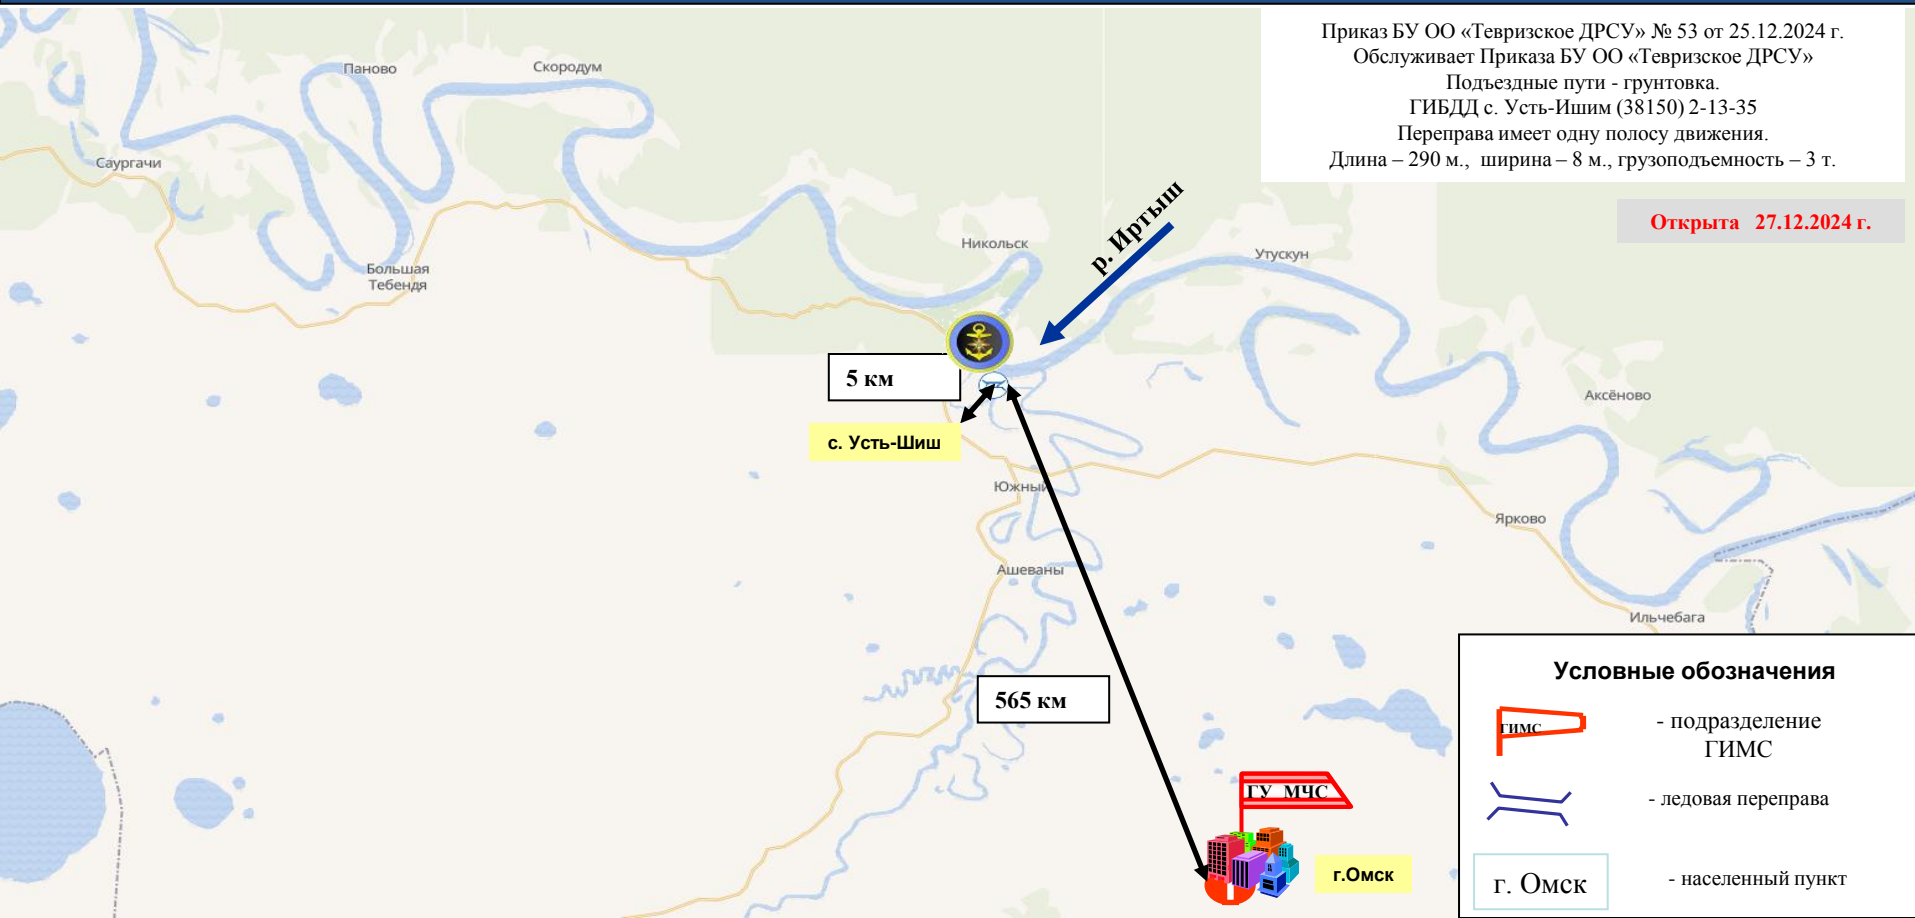 Приказ БУ ОО «Тевризское ДРСУ» № 53 от 25.12.2024 г.
Обслуживает Приказа БУ ОО «Тевризское ДРСУ»
Подъездные пути - грунтовка.
ГИБДД с. Усть-Ишим (38150) 2-13-35
Переправа имеет одну полосу движения.
Длина – 290 м., ширина – 8 м., грузоподъемность – 3 т.
Открыта 27.12.2024 г.
Паново
Скородум
Саургачи
Большая
Тебендя
Никольск
р. Иртыш
Утускун
5 км
с. Усть-Шиш
Аксёново
Южный
Ярково
Ашеваны
Ильчебага
565 км
ГУ МЧС
г.Омск
Условные обозначения
ГИМС
- подразделение
ГИМС
- ледовая переправа
г. Омск
- населенный пункт